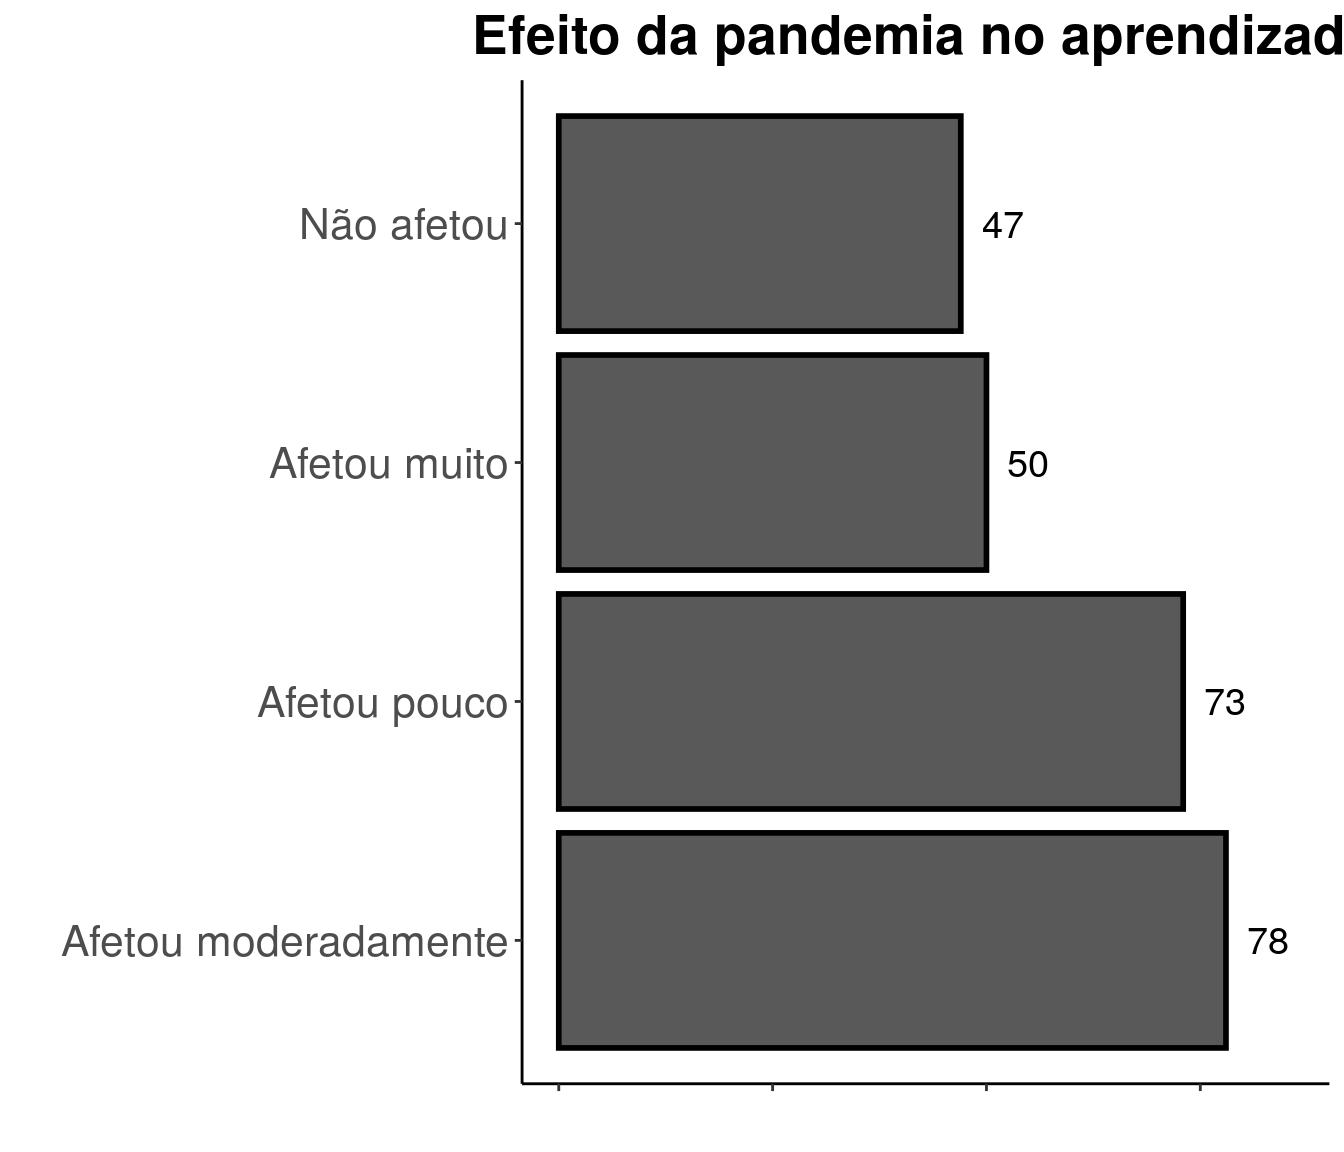 Efeito da pandemia no aprendizad
Não afetou
47
Afetou muito
50
Afetou pouco
73
Afetou moderadamente
78